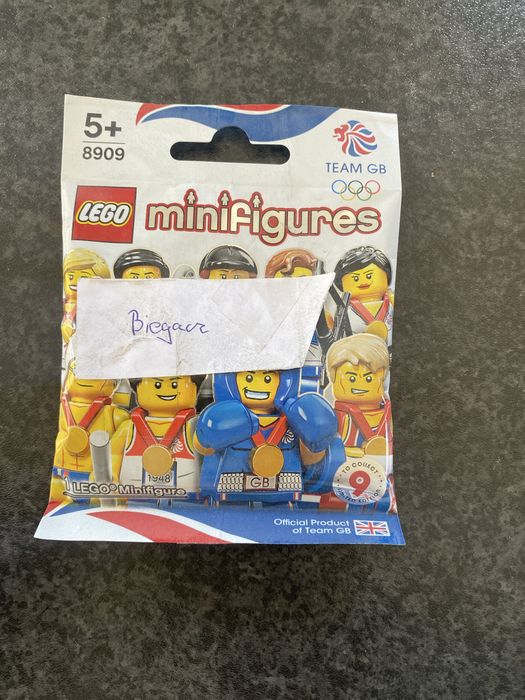 5+
8909
TEAM GB
LEGO
minifigures
Biegacz
1948
GB
1 LEGO® Minifigure
TO COLLECT
9
Official Product
of Team GB